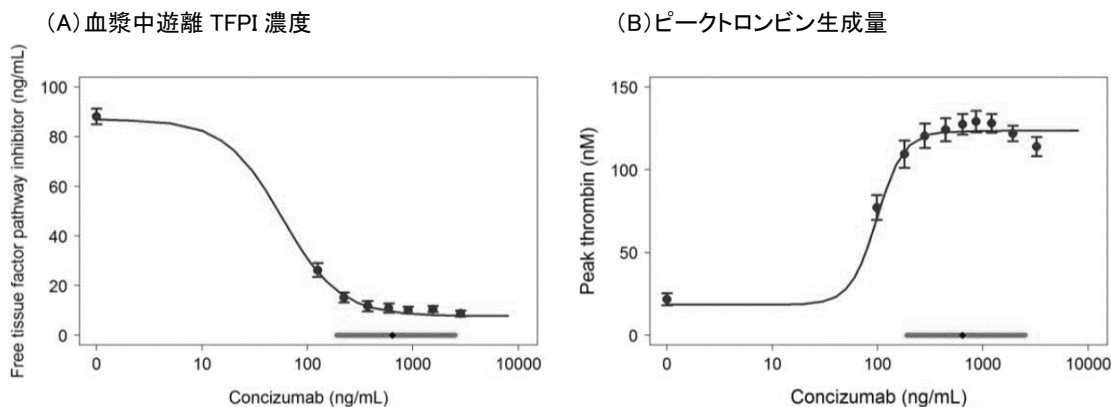 (A)血漿中遊離 TFPI 濃度
Free tissue factor pathway inhibitor (ng/mL)
100
80
60
40
20
0
0 10 100 1000 10000
Concizumab (ng/mL)
(B)ピークトロンビン生成量
Peak thrombin (nM)
150
100
50
0
0 10 100 1000 10000
Concizumab (ng/mL)